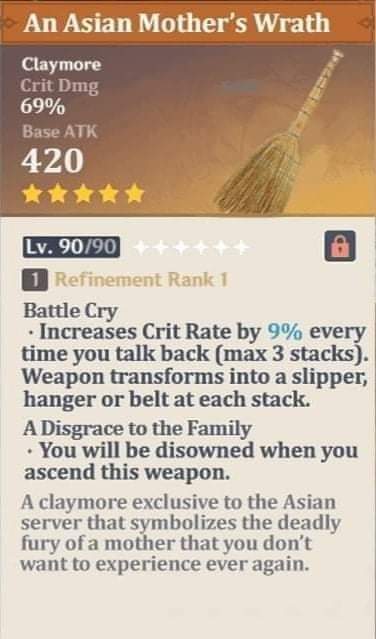 An Asian Mother's Wrath
Claymore
Crit Dmg
69%
Base ATK
420
Lv. 90/90
1 Refinement Rank 1
Battle Cry
· Increases Crit Rate by 9% every
time you talk back (max 3 stacks).
Weapon transforms into a slipper,
hanger or belt at each stack.
A Disgrace to the Family
· You will be disowned when you
ascend this weapon.
A claymore exclusive to the Asian
server that symbolizes the deadly
fury of a mother that you don't
want to experience ever again.